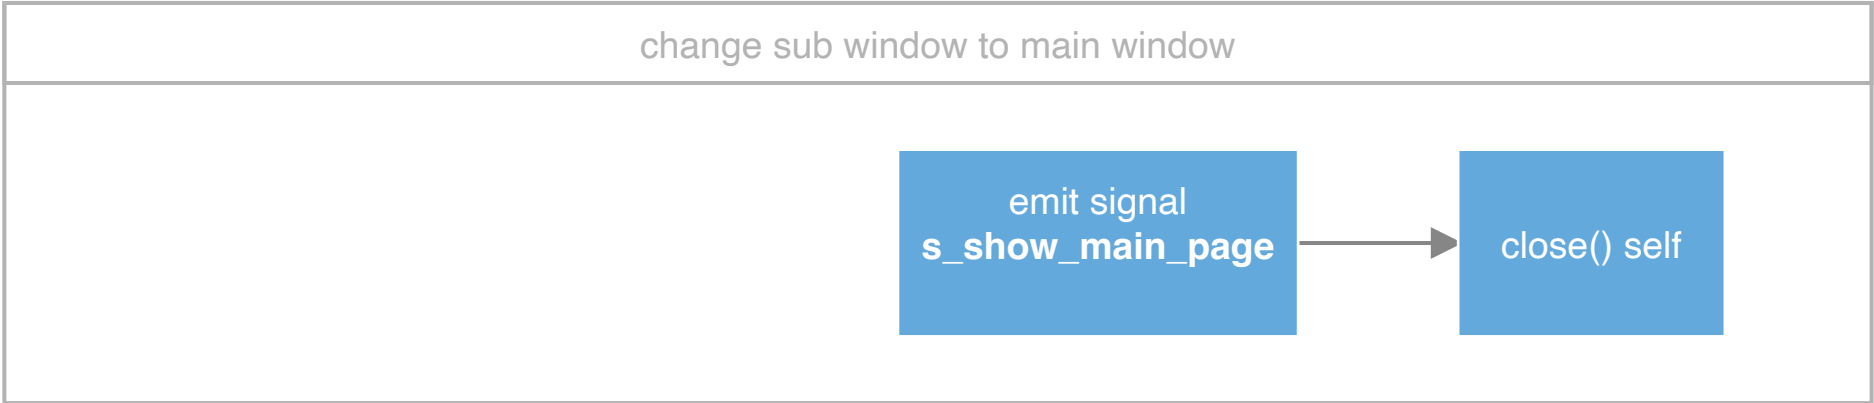 change sub window to main window
emit signal
s_show_main_page
close() self